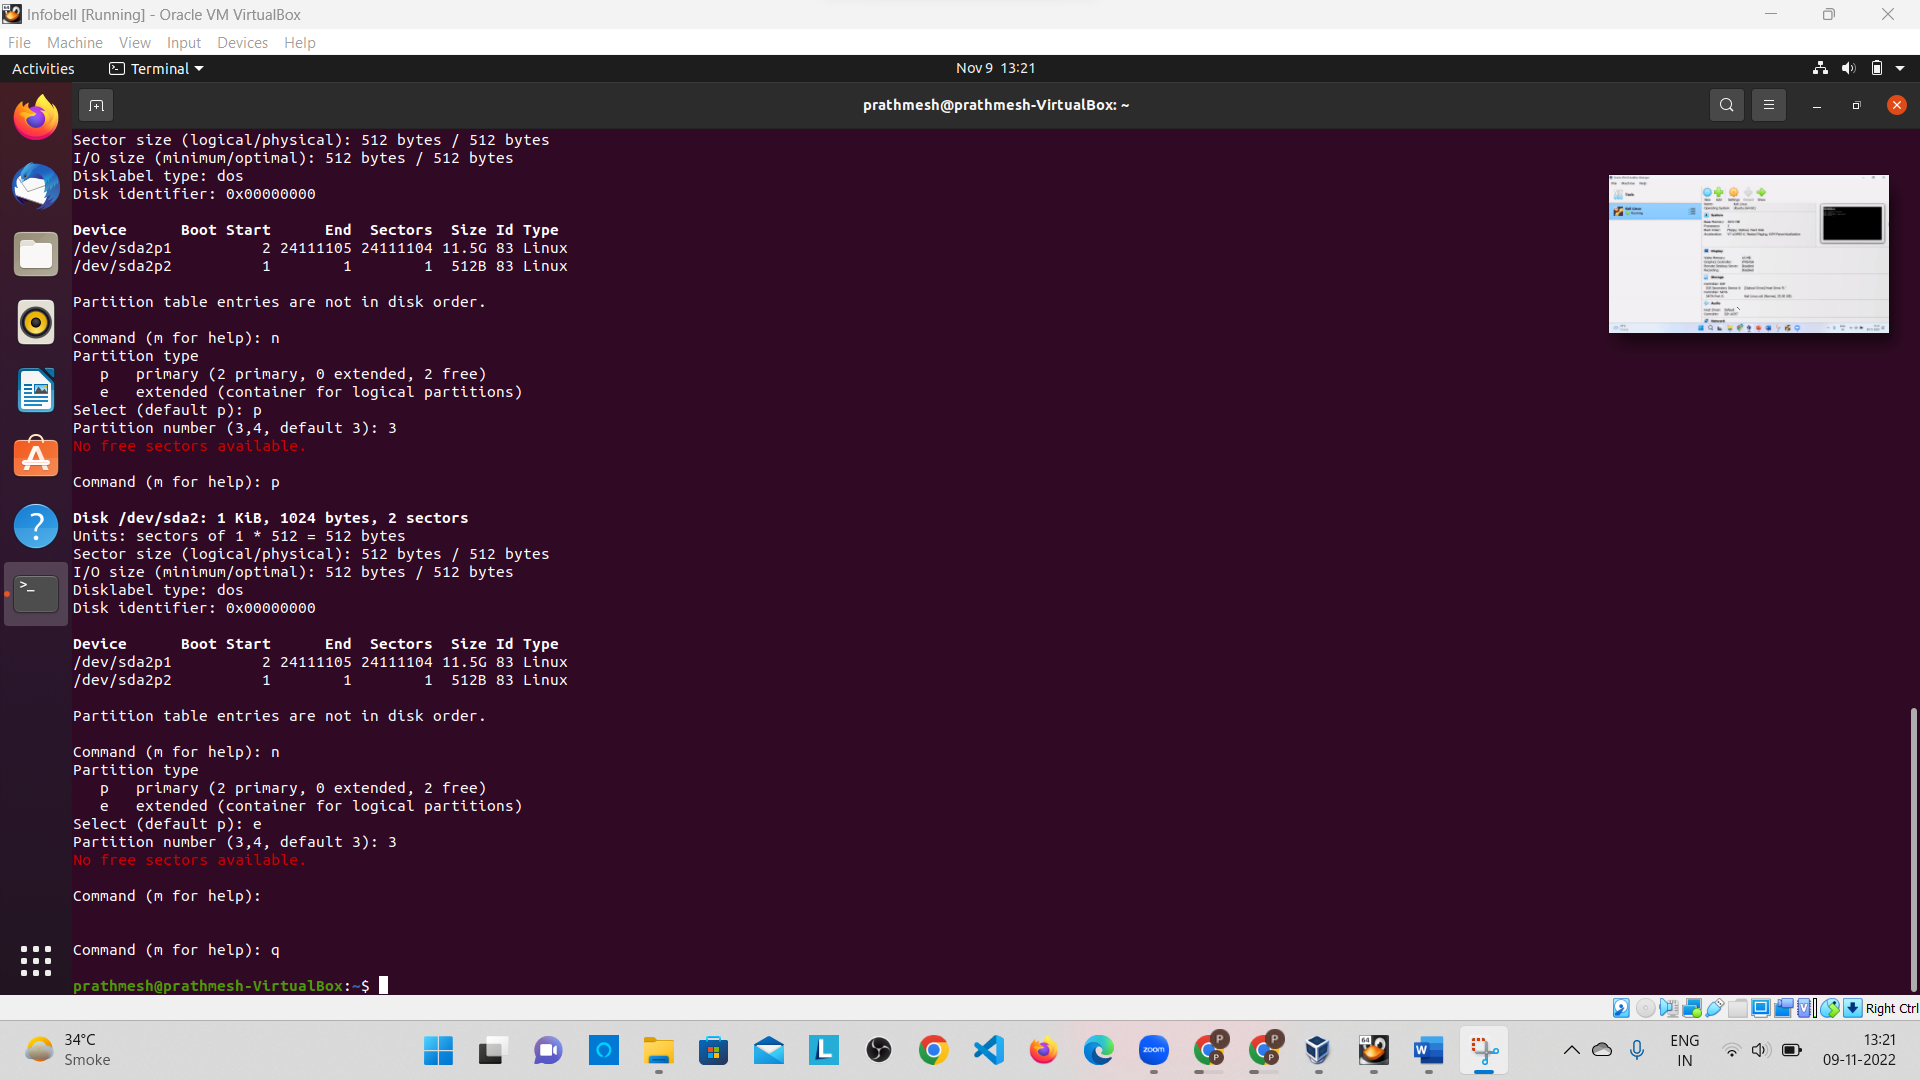 Infobell [Running] - Oracle VM VirtualBox
File Machine View Input Devices Help
Activities Terminal Nov 9 13:21
prathmesh@prathmesh-VirtualBox: ~
Sector size (logical/physical): 512 bytes / 512 bytes
I/O size (minimum/optimal): 512 bytes / 512 bytes
Disklabel type: dos
Disk identifier: 0x00000000
Device Boot Start End Sectors Size Id Type
/dev/sda2p1 2 24111105 24111104 11.5G 83 Linux
/dev/sda2p2 1 1 1 512B 83 Linux
Partition table entries are not in disk order.
Command (m for help): n
Partition type
p primary (2 primary, 0 extended, 2 free)
e extended (container for logical partitions)
Select (default p): p
Partition number (3,4, default 3): 3
No free sectors available.
Command (m for help): p
Disk /dev/sda2: 1 KiB, 1024 bytes, 2 sectors
Units: sectors of 1 * 512 = 512 bytes
Sector size (logical/physical): 512 bytes / 512 bytes
I/O size (minimum/optimal): 512 bytes / 512 bytes
Disklabel type: dos
Disk identifier: 0x00000000
Device Boot Start End Sectors Size Id Type
/dev/sda2p1 2 24111105 24111104 11.5G 83 Linux
/dev/sda2p2 1 1 1 512B 83 Linux
Partition table entries are not in disk order.
Command (m for help): n
Partition type
p primary (2 primary, 0 extended, 2 free)
e extended (container for logical partitions)
Select (default p): e
Partition number (3,4, default 3): 3
No free sectors available.
Command (m for help):
Command (m for help): q
prathmesh@prathmesh-VirtualBox:~$
Right Ctrl
34°C
Smoke
zoom
ENG
IN
13:21
09-11-2022